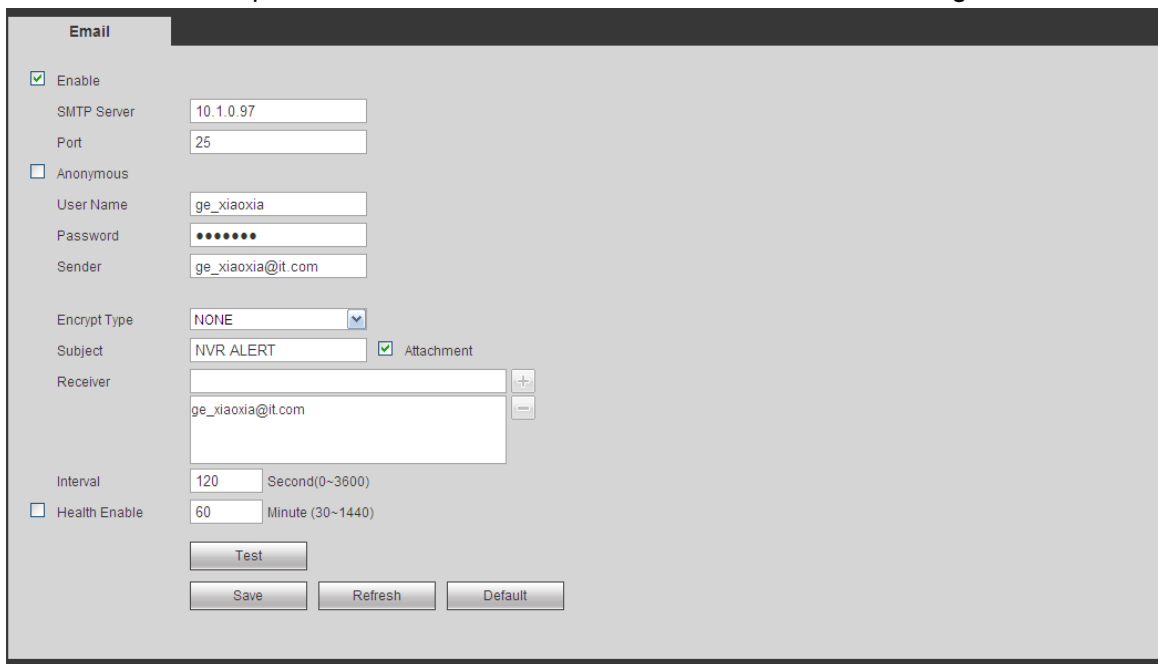 Email
Enable
SMTP Server 10.1.0.97
Port 25
Anonymous
User Name ge_xiaoxia
Password •••••••
Sender ge_xiaoxia@it.com
Encrypt Type NONE
Subject NVR ALERT Attachment
Receiver
ge_xiaoxia@it.com
Interval 120 Second(0~3600)
Health Enable 60 Minute (30~1440)
Test
Save Refresh Default